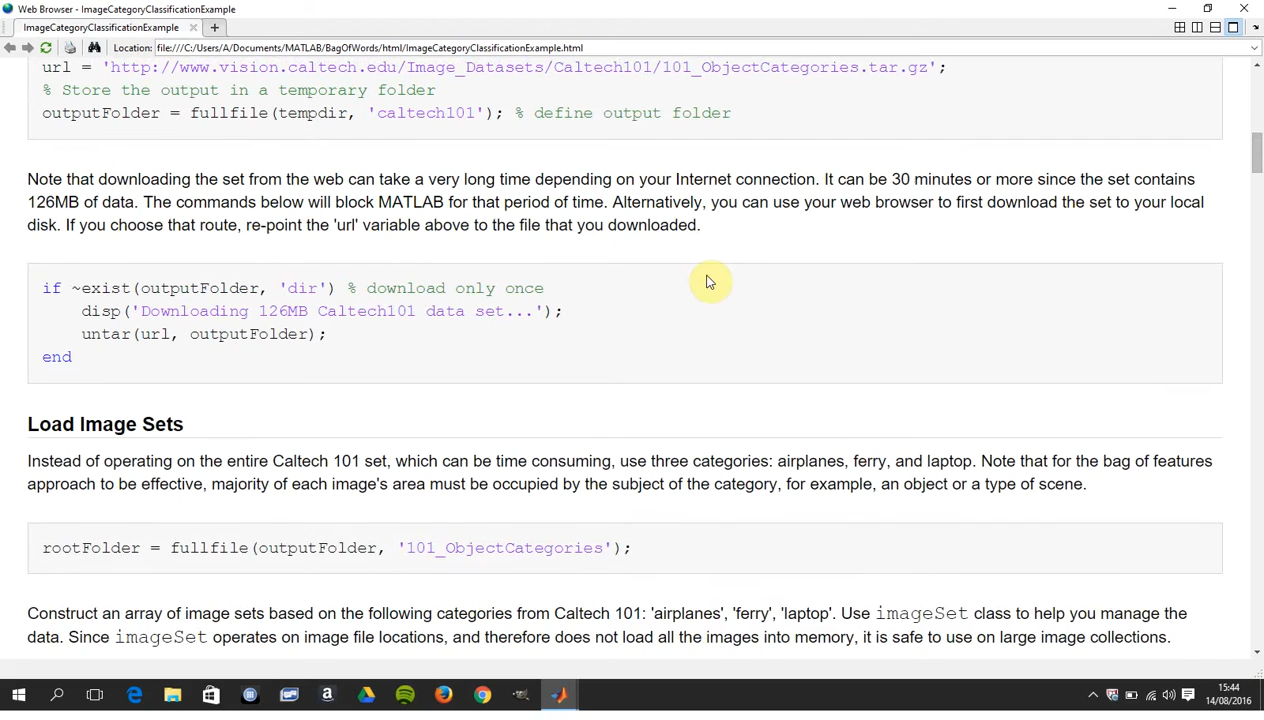 Web Browser - ImageCategoryClassificationExample
ImageCategoryClassificationExample
Location: file:///C:/Users/A/Documents/MATLAB/BagOfWords/html/ImageCategoryClassificationExample.html
url = 'http://www.vision.caltech.edu/Image_Datasets/Caltech101/101_ObjectCategories.tar.gz';
% Store the output in a temporary folder
outputFolder = fullfile(tempdir, 'caltech101'); % define output folder
Note that downloading the set from the web can take a very long time depending on your Internet connection. It can be 30 minutes or more since the set contains
126MB of data. The commands below will block MATLAB for that period of time. Alternatively, you can use your web browser to first download the set to your local
disk. If you choose that route, re-point the 'url' variable above to the file that you downloaded.
if ~exist(outputFolder, 'dir') % download only once
    disp('Downloading 126MB Caltech101 data set...');
    untar(url, outputFolder);
end
Load Image Sets
Instead of operating on the entire Caltech 101 set, which can be time consuming, use three categories: airplanes, ferry, and laptop. Note that for the bag of features
approach to be effective, majority of each image's area must be occupied by the subject of the category, for example, an object or a type of scene.
rootFolder = fullfile(outputFolder, '101_ObjectCategories');
Construct an array of image sets based on the following categories from Caltech 101: 'airplanes', 'ferry', 'laptop'. Use imageSet class to help you manage the
data. Since imageSet operates on image file locations, and therefore does not load all the images into memory, it is safe to use on large image collections.
15:44
14/08/2016